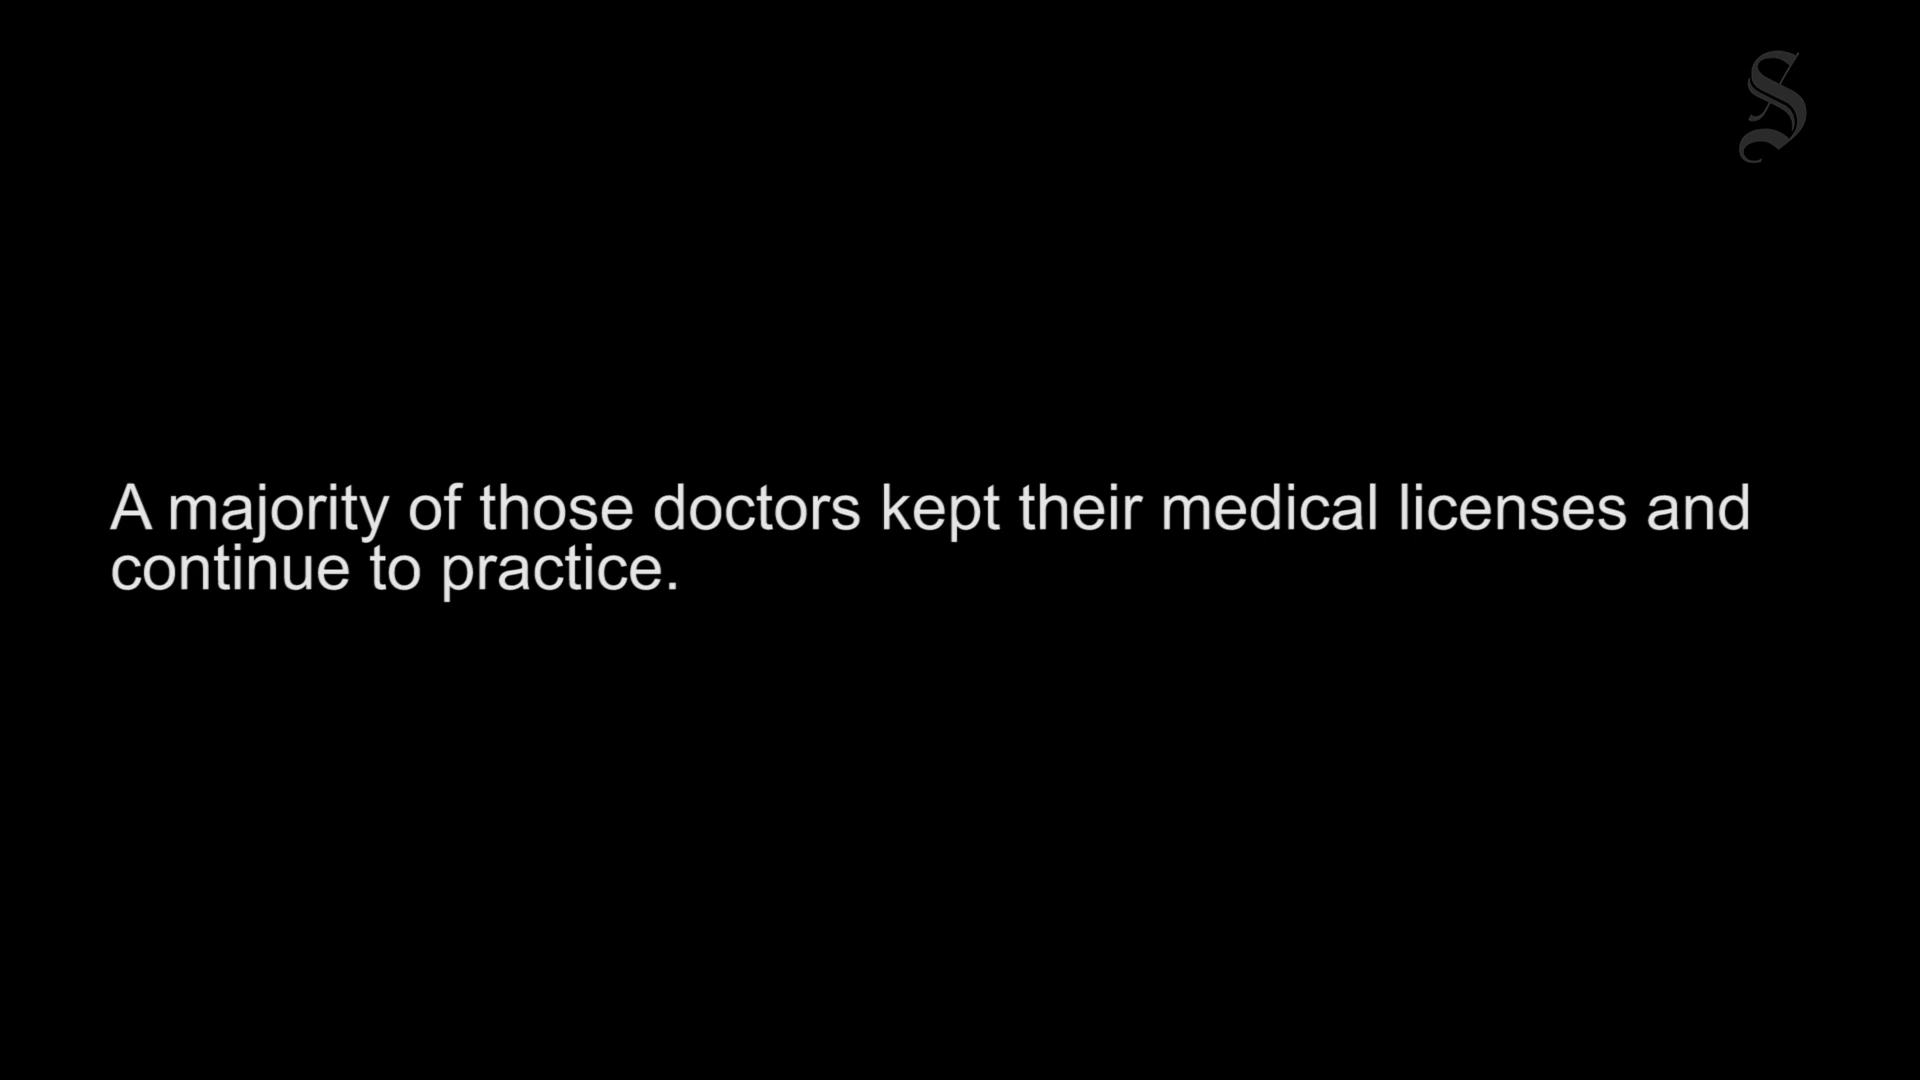 S
A majority of those doctors kept their medical licenses and
continue to practice.